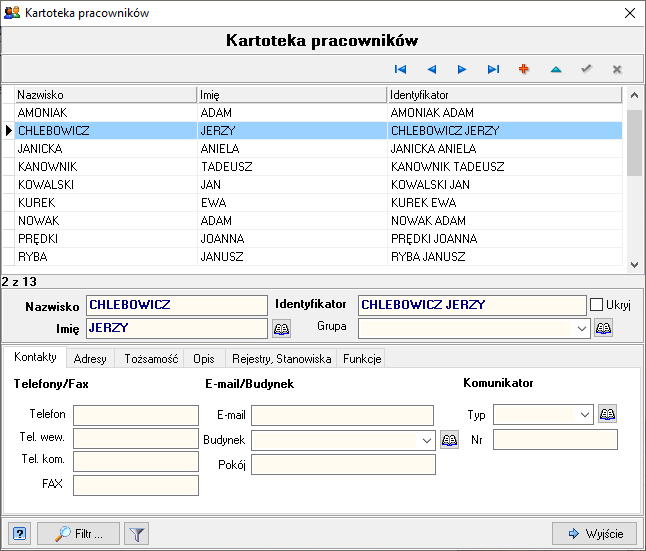 Kartoteka pracowników
Kartoteka pracowników
Nazwisko Imię Identyfikator
AMONIAK ADAM AMONIAK ADAM
CHLEBOWICZ JERZY CHLEBOWICZ JERZY
JANICKA ANIELA JANICKA ANIELA
KANOWNIK TADEUSZ KANOWNIK TADEUSZ
KOWALSKI JAN KOWALSKI JAN
KUREK EWA KUREK EWA
NOWAK ADAM NOWAK ADAM
PRĘDKI JOANNA PRĘDKI JOANNA
RYBA JANUSZ RYBA JANUSZ
2 z 13
Nazwisko CHLEBOWICZ Identyfikator CHLEBOWICZ JERZY Ukryj
Imię JERZY Grupa
Kontakty Adresy Tożsamość Opis Rejestry, Stanowiska Funkcje
Telefony/Fax E-mail/Budynek Komunikator
Telefon E-mail Typ
Tel. wew. Budynek Nr
Tel. kom. Pokój
FAX
? Filtr ... Wyjście